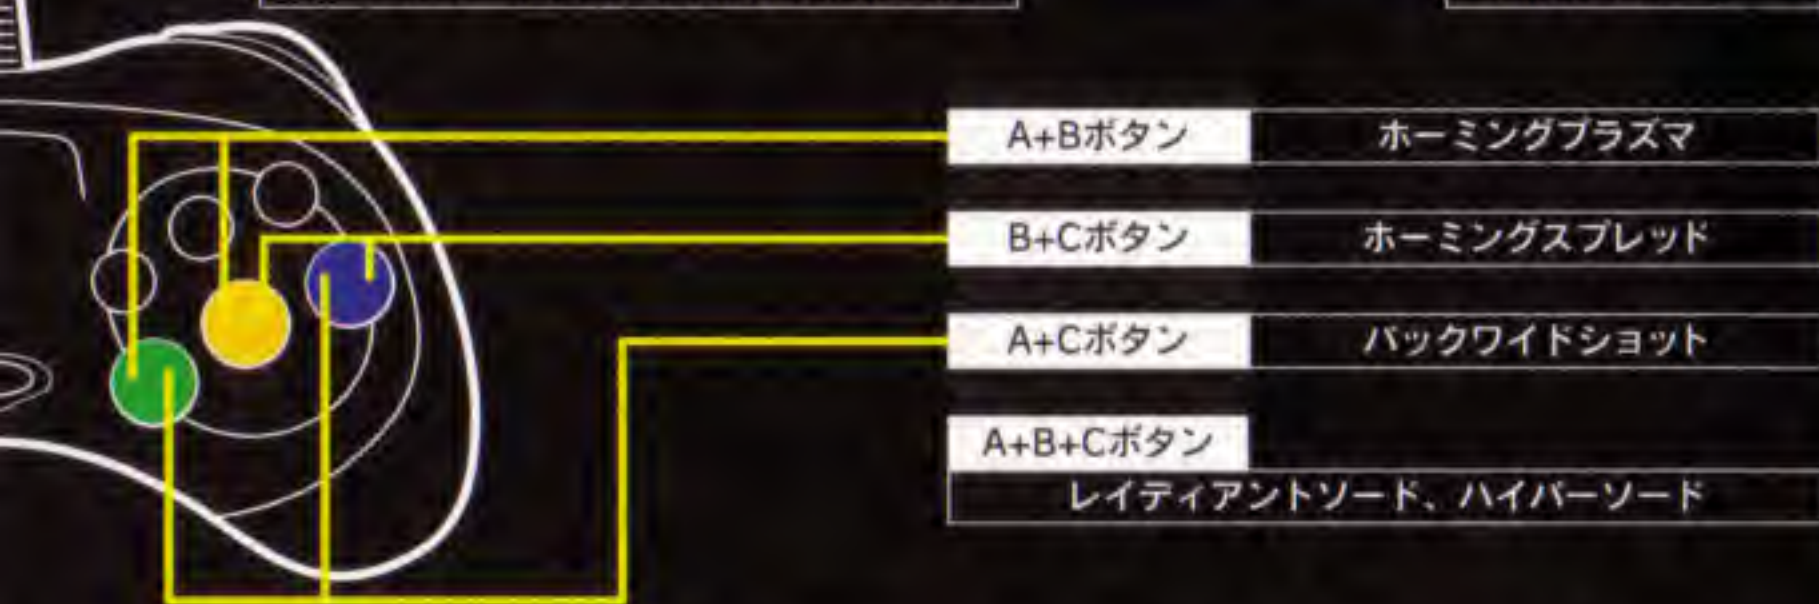 A+Bボタン ホーミングプラズマ
B+Cボタン ホーミングスプレッド
A+Cボタン バックワイドショット
A+B+Cボタン
レイディアントソード、ハイパーソード